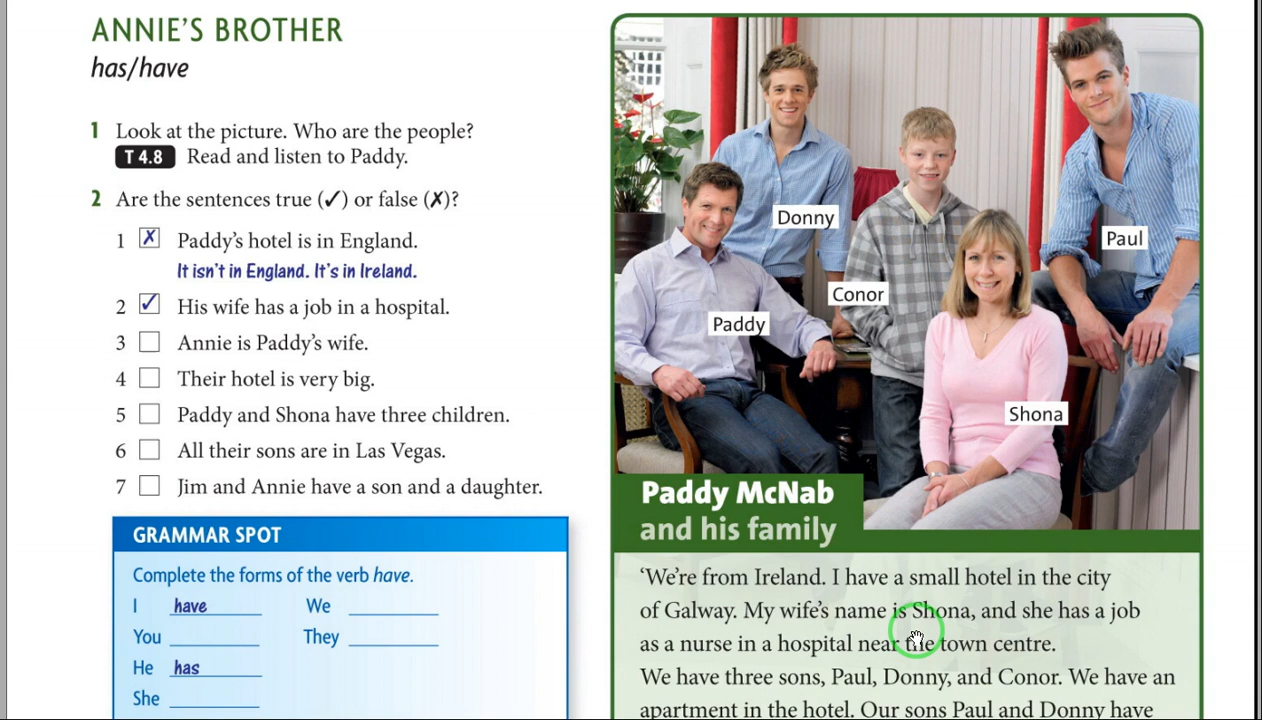 ANNIE'S BROTHER
has/have
1 Look at the picture. Who are the people?
T 4.8 Read and listen to Paddy.
2 Are the sentences true (✓) or false (✗)?
1 ✗ Paddy's hotel is in England.
It isn't in England. It's in Ireland.
2 ✓ His wife has a job in a hospital.
3 Annie is Paddy's wife.
4 Their hotel is very big.
5 Paddy and Shona have three children.
6 All their sons are in Las Vegas.
7 Jim and Annie have a son and a daughter.
GRAMMAR SPOT
Complete the forms of the verb have.
I have We
You They
He has
She
Donny
Paul
Conor
Paddy
Shona
Paddy McNab
and his family
'We're from Ireland. I have a small hotel in the city
of Galway. My wife's name is Shona, and she has a job
as a nurse in a hospital near the town centre.
We have three sons, Paul, Donny, and Conor. We have an
apartment in the hotel. Our sons Paul and Donny have